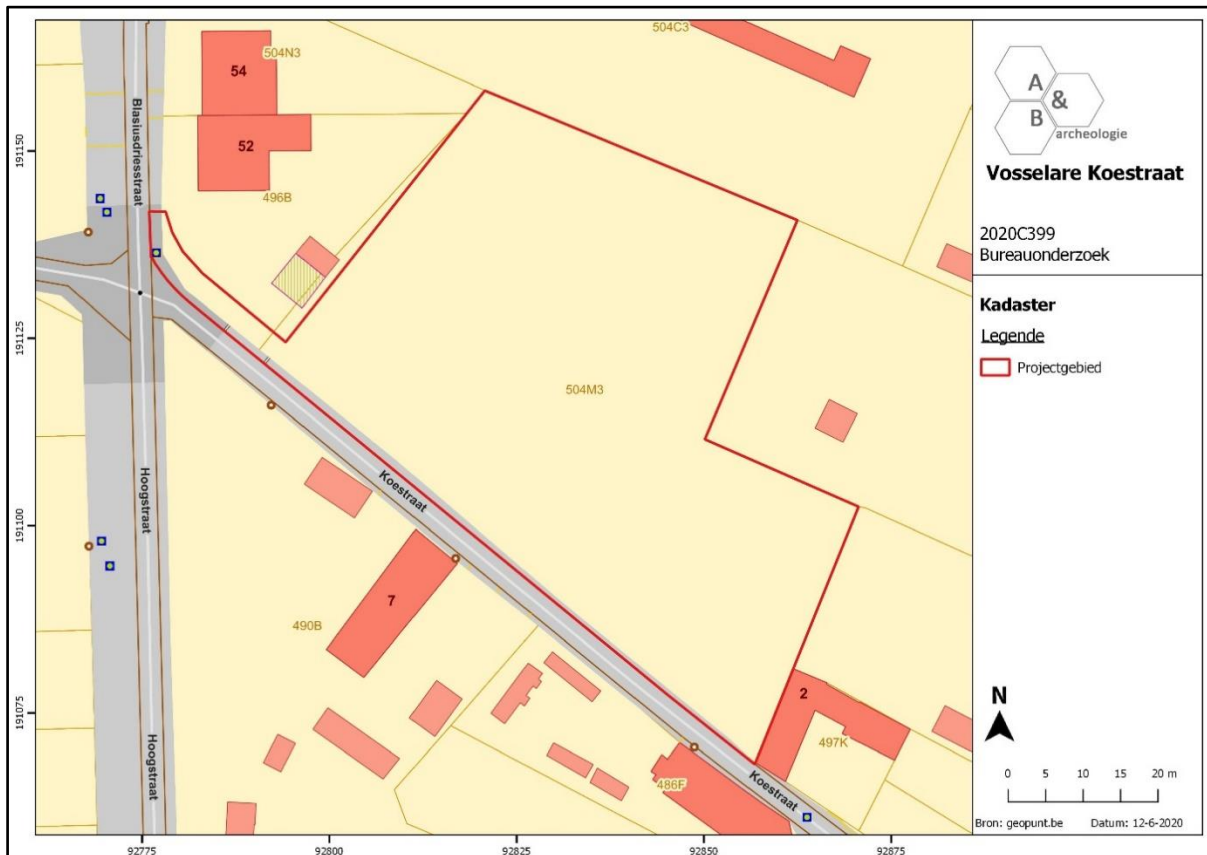 504N3
504C3
54
52
496B
Blasiusdriesstraat
504M3
Koestraat
Hoogstraat
7
490B
2
497K
486F
Koestraat
Hoogstraat
191150
191125
191100
191075
92775
92800
92825
92850
92875
A
&
B
archeologie
Vosselare Koestraat
2020C399
Bureauonderzoek
Kadaster
Legende
Projectgebied
N
0 5 10 15 20 m
Bron: geopunt.be Datum: 12-6-2020